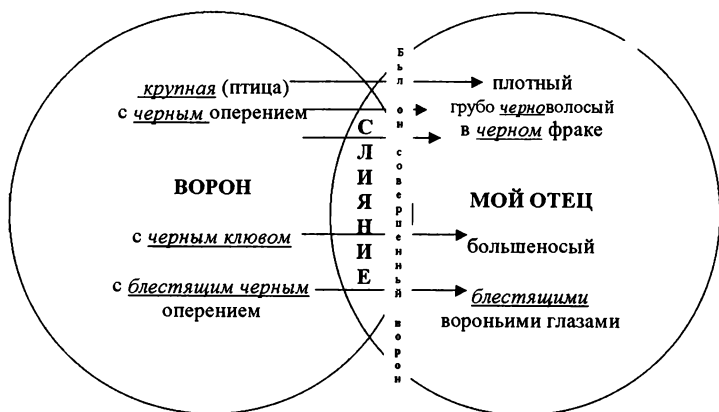 крупная (птица)
с черным оперением
ВОРОН
с черным клювом
с блестящим черным
оперением
СЛИЯНИЕ
Был он совершенный ворон
плотный
грубо черноволосый
в черном фраке
МОЙ ОТЕЦ
большеносый
блестящими
вороньими глазами